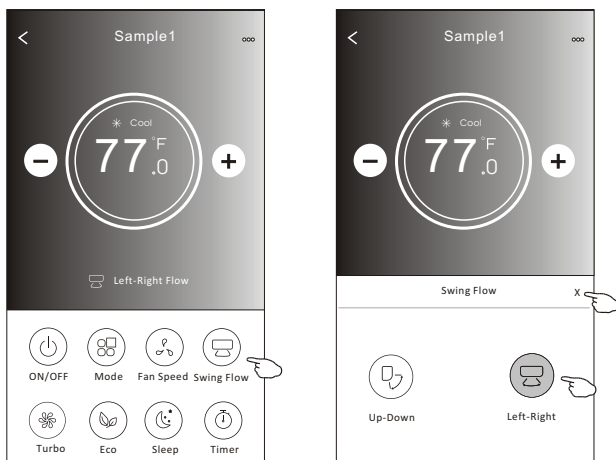 Sample1
Cool
77.0°F
Left-Right Flow
ON/OFF Mode Fan Speed Swing Flow
Turbo Eco Sleep Timer
Sample1
Cool
77.0°F
Swing Flow X
Up-Down Left-Right